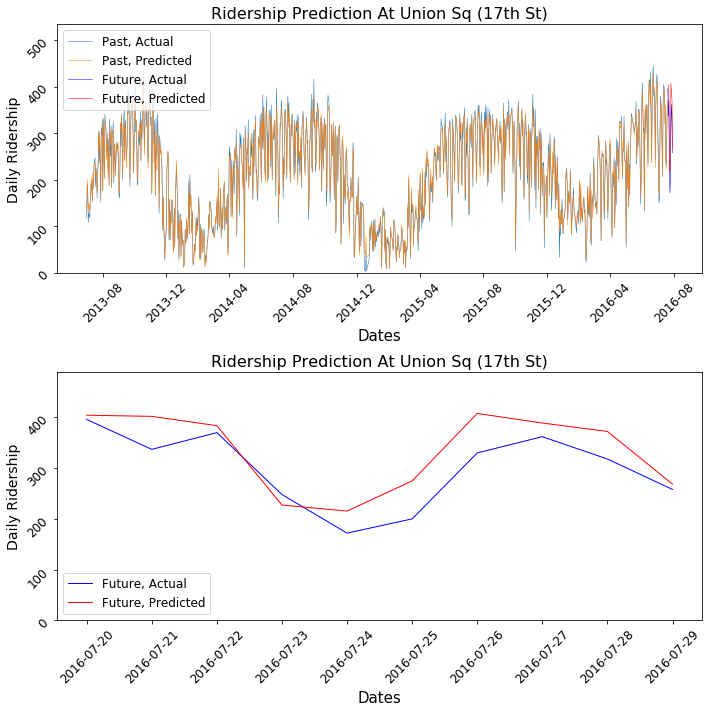 Ridership Prediction At Union Sq (17th St)
Past, Actual
Past, Predicted
Future, Actual
Future, Predicted
500
400
300
200
100
0
Daily Ridership
2013-08
2013-12
2014-04
2014-08
2014-12
2015-04
2015-08
2015-12
2016-04
2016-08
Dates
Ridership Prediction At Union Sq (17th St)
400
300
200
100
0
Daily Ridership
Future, Actual
Future, Predicted
2016-07-20
2016-07-21
2016-07-22
2016-07-23
2016-07-24
2016-07-25
2016-07-26
2016-07-27
2016-07-28
2016-07-29
Dates